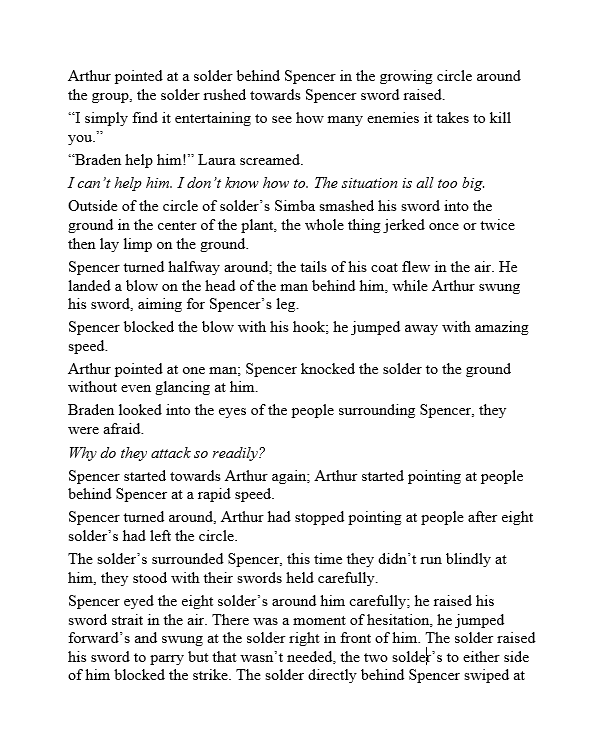 Arthur pointed at a solder behind Spencer in the growing circle around
the group, the solder rushed towards Spencer sword raised.
“I simply find it entertaining to see how many enemies it takes to kill
you.”
“Braden help him!” Laura screamed.
I can’t help him. I don’t know how to. The situation is all too big.
Outside of the circle of solder’s Simba smashed his sword into the
ground in the center of the plant, the whole thing jerked once or twice
then lay limp on the ground.
Spencer turned halfway around; the tails of his coat flew in the air. He
landed a blow on the head of the man behind him, while Arthur swung
his sword, aiming for Spencer’s leg.
Spencer blocked the blow with his hook; he jumped away with amazing
speed.
Arthur pointed at one man; Spencer knocked the solder to the ground
without even glancing at him.
Braden looked into the eyes of the people surrounding Spencer, they
were afraid.
Why do they attack so readily?
Spencer started towards Arthur again; Arthur started pointing at people
behind Spencer at a rapid speed.
Spencer turned around, Arthur had stopped pointing at people after eight
solder’s had left the circle.
The solder’s surrounded Spencer, this time they didn’t run blindly at
him, they stood with their swords held carefully.
Spencer eyed the eight solder’s around him carefully; he raised his
sword strait in the air. There was a moment of hesitation, he jumped
forward’s and swung at the solder right in front of him. The solder raised
his sword to parry but that wasn’t needed, the two solder’s to either side
of him blocked the strike. The solder directly behind Spencer swiped at